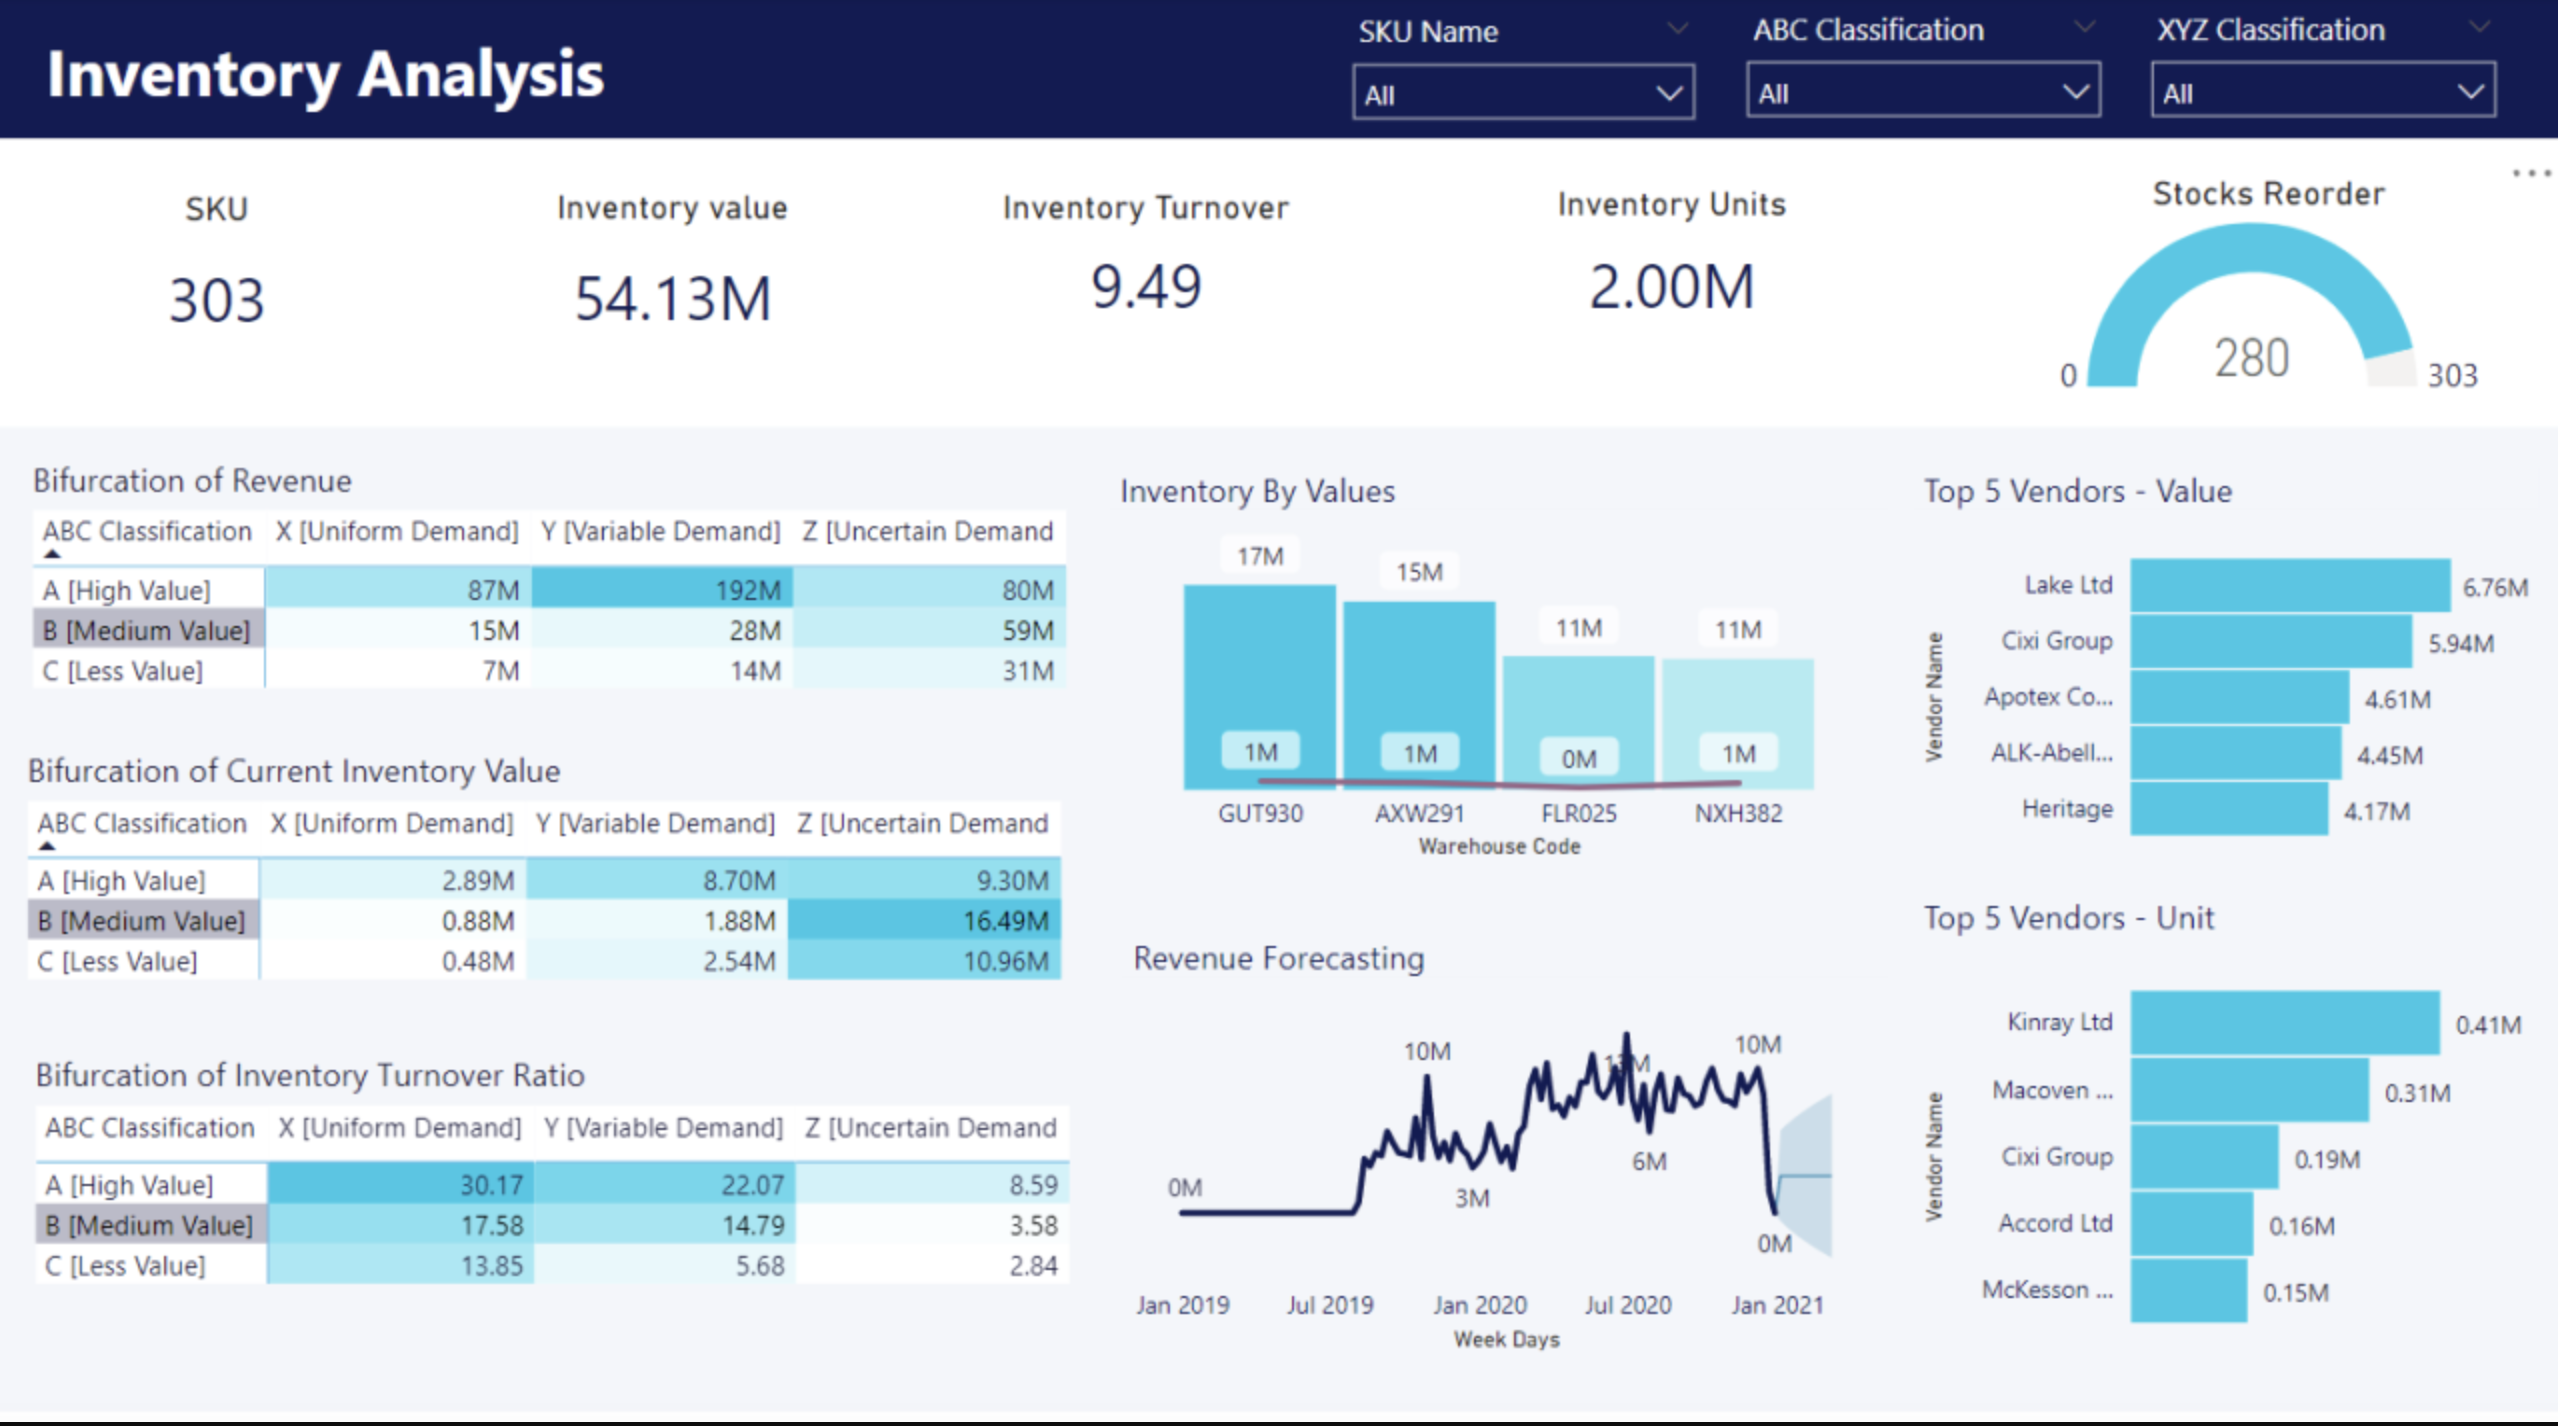 Inventory Analysis
SKU Name
All
ABC Classification
All
XYZ Classification
All
SKU
303
Inventory value
54.13M
Inventory Turnover
9.49
Inventory Units
2.00M
Stocks Reorder
0
280
303
Bifurcation of Revenue
ABC Classification X [Uniform Demand] Y [Variable Demand] Z [Uncertain Demand
A [High Value] 87M 192M 80M
B [Medium Value] 15M 28M 59M
C [Less Value] 7M 14M 31M
Bifurcation of Current Inventory Value
ABC Classification X [Uniform Demand] Y [Variable Demand] Z [Uncertain Demand
A [High Value] 2.89M 8.70M 9.30M
B [Medium Value] 0.88M 1.88M 16.49M
C [Less Value] 0.48M 2.54M 10.96M
Bifurcation of Inventory Turnover Ratio
ABC Classification X [Uniform Demand] Y [Variable Demand] Z [Uncertain Demand
A [High Value] 30.17 22.07 8.59
B [Medium Value] 17.58 14.79 3.58
C [Less Value] 13.85 5.68 2.84
Inventory By Values
17M 15M 11M 11M
1M 1M 0M 1M
GUT930 AXW291 FLR025 NXH382
Warehouse Code
Revenue Forecasting
10M 10M
0M 3M 6M 0M
Jan 2019 Jul 2019 Jan 2020 Jul 2020 Jan 2021
Week Days
Top 5 Vendors - Value
Vendor Name
Lake Ltd 6.76M
Cixi Group 5.94M
Apotex Co... 4.61M
ALK-Abell... 4.45M
Heritage 4.17M
Top 5 Vendors - Unit
Vendor Name
Kinray Ltd 0.41M
Macoven ... 0.31M
Cixi Group 0.19M
Accord Ltd 0.16M
McKesson ... 0.15M